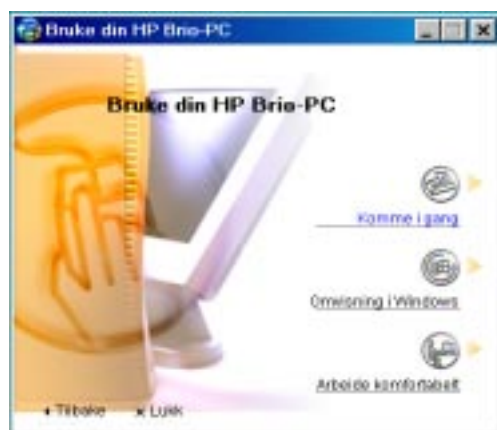 Bruke din HP Brio-PC
Bruke din HP Brio-PC
Komme i gang
Omvisning i Windows
Arbeide komfortabelt
Tilbake
Lukk